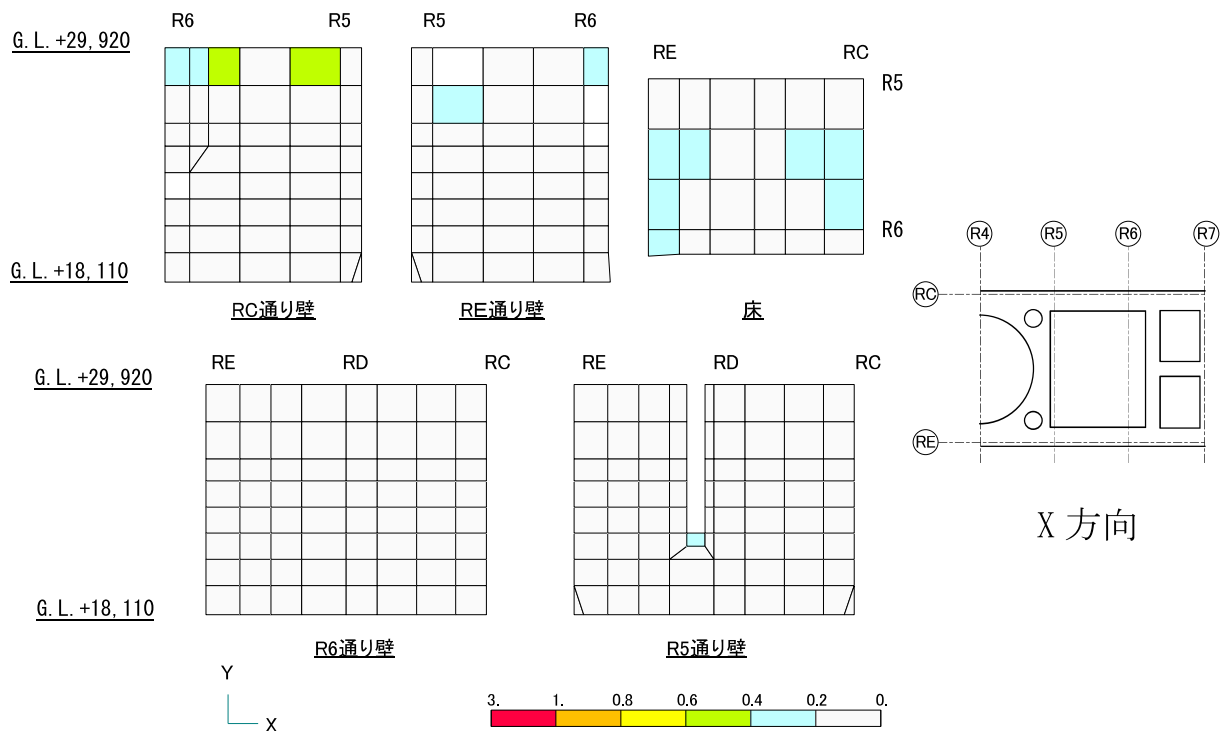 R6 R5 R5 R6
G.L.+29,920
RE RC
R5
R6
G.L.+18,110
RC通り壁 RE通り壁 床
R4 R5 R6 R7
RC
RE
X 方向
RE RD RC RE RD RC
G.L.+29,920
G.L.+18,110
R6通り壁 R5通り壁
Y
X
3. 1. 0.8 0.6 0.4 0.2 0.